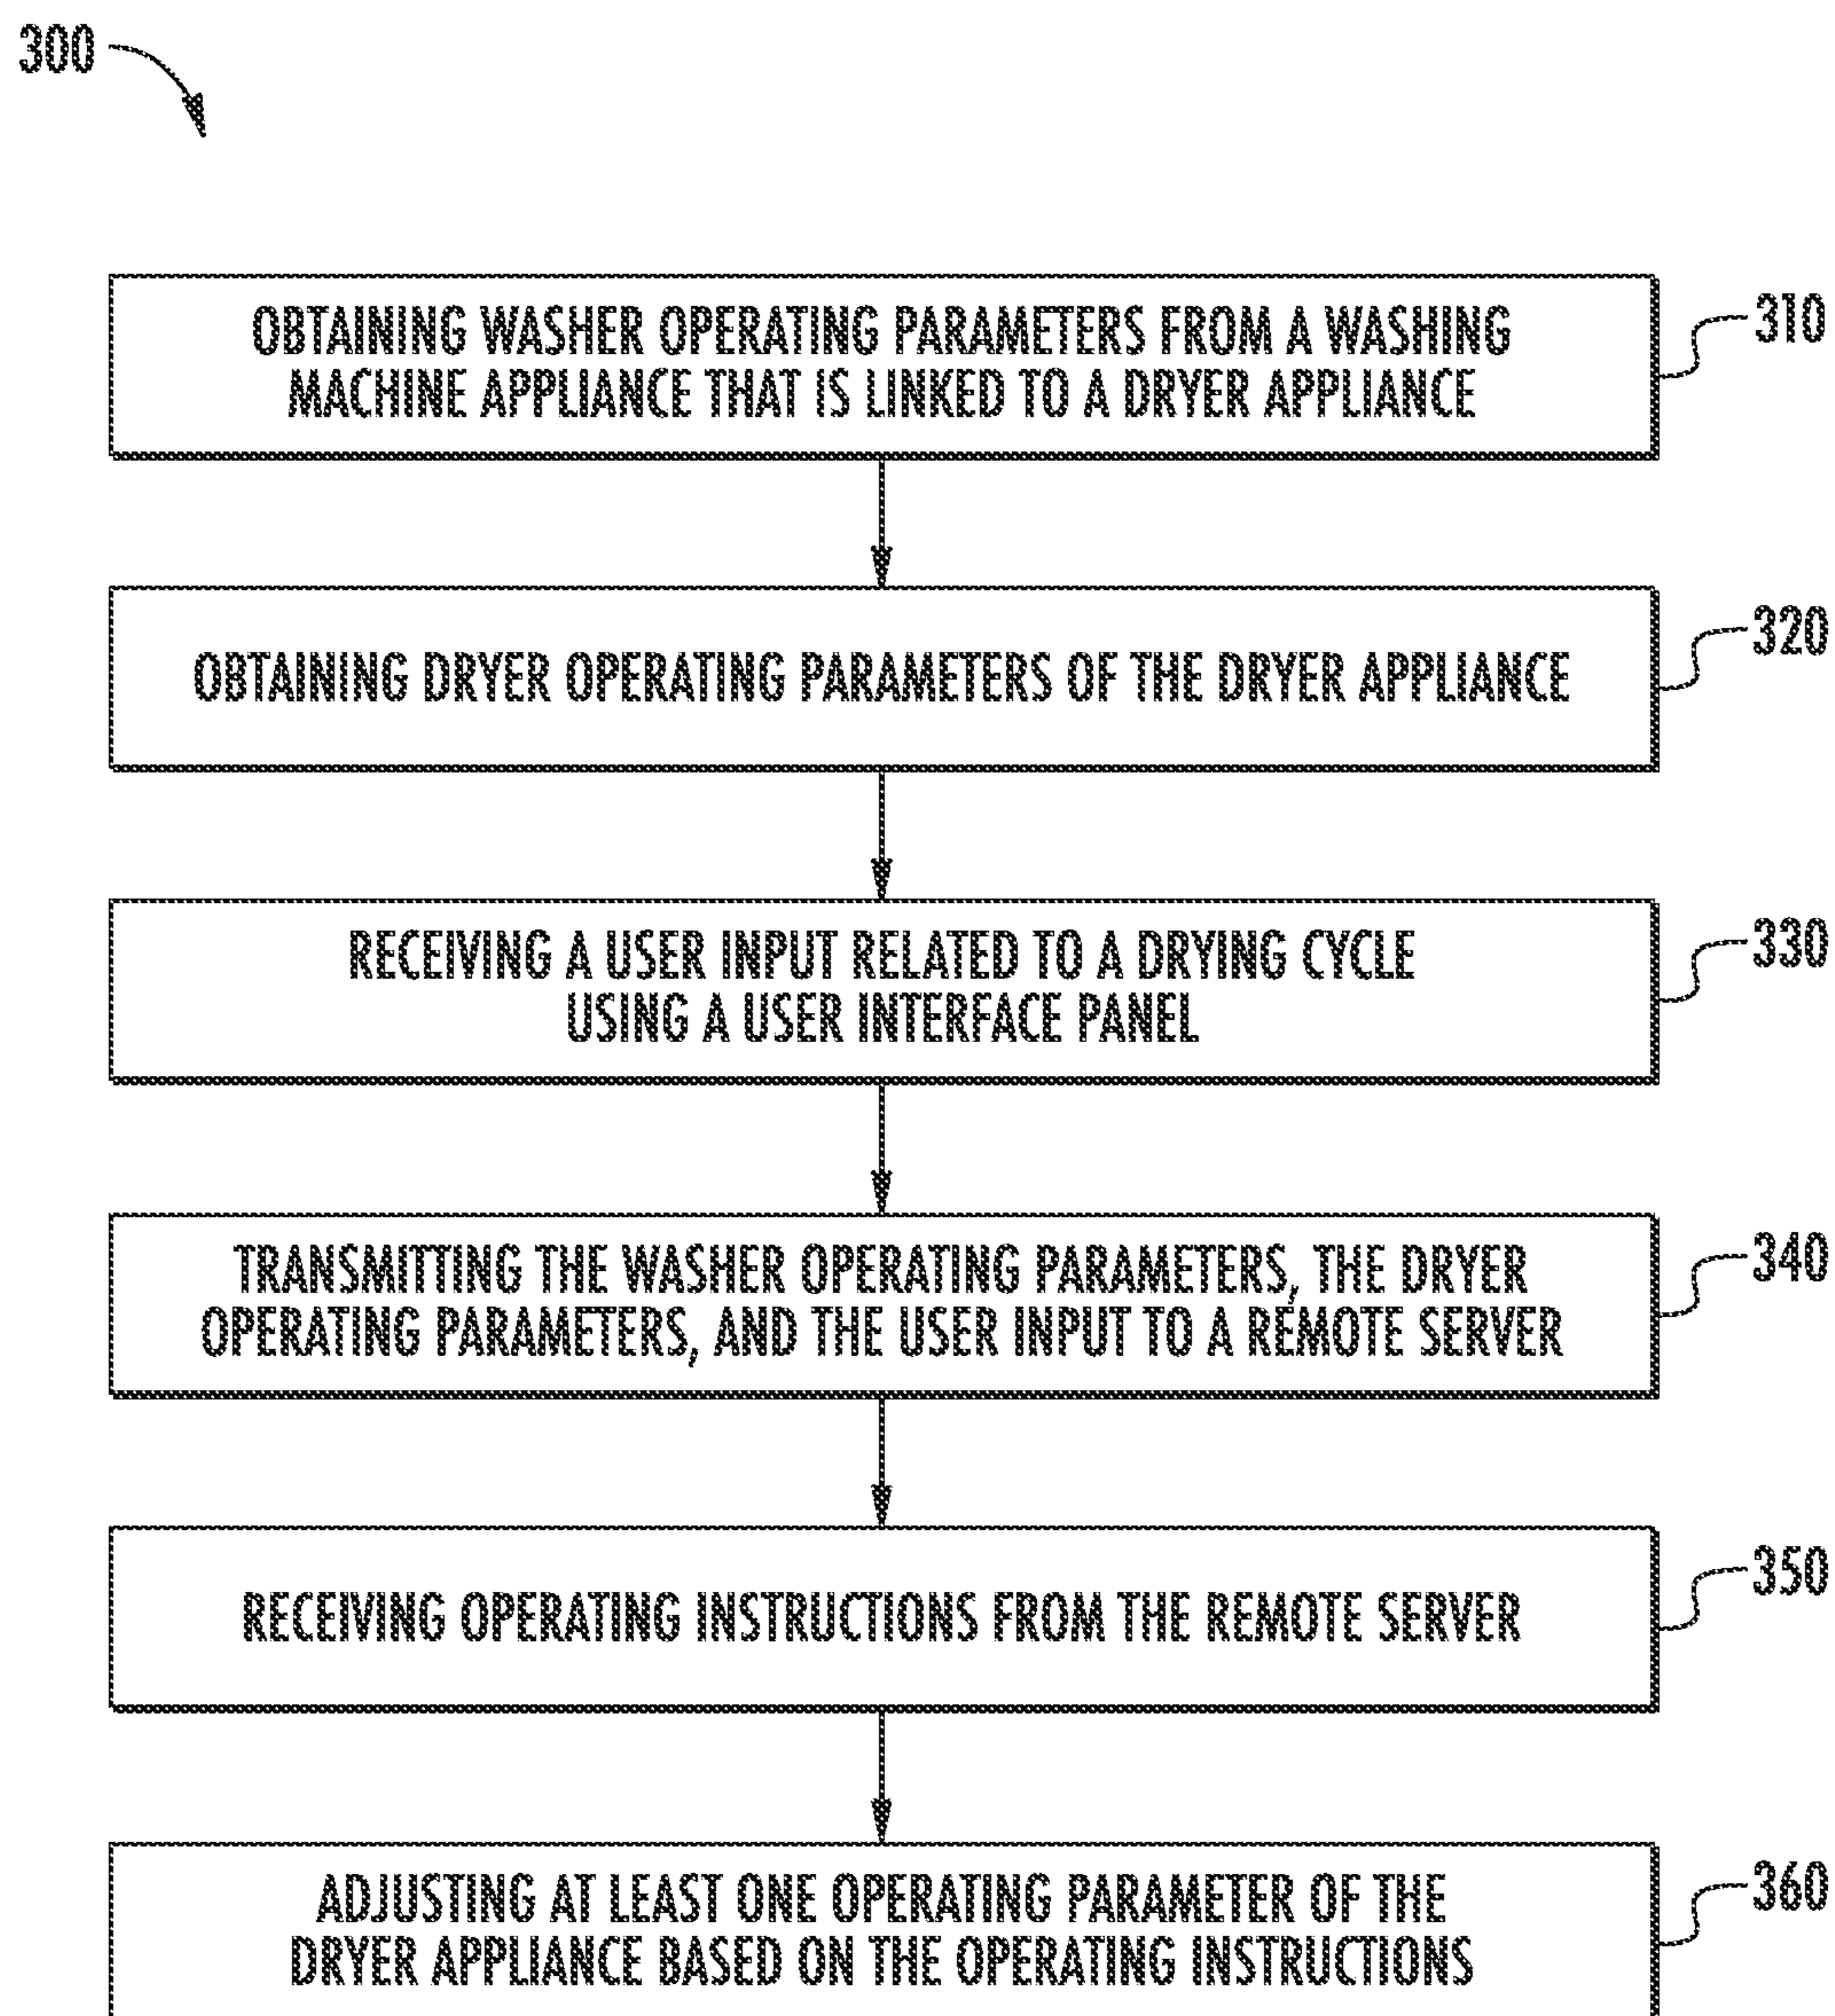 300
OBTAINING WASHER OPERATING PARAMETERS FROM A WASHING
MACHINE APPLIANCE THAT IS LINKED TO A DRYER APPLIANCE
310
OBTAINING DRYER OPERATING PARAMETERS OF THE DRYER APPLIANCE
320
RECEIVING A USER INPUT RELATED TO A DRYING CYCLE
USING A USER INTERFACE PANEL
330
TRANSMITTING THE WASHER OPERATING PARAMETERS, THE DRYER
OPERATING PARAMETERS, AND THE USER INPUT TO A REMOTE SERVER
340
RECEIVING OPERATING INSTRUCTIONS FROM THE REMOTE SERVER
350
ADJUSTING AT LEAST ONE OPERATING PARAMETER OF THE
DRYER APPLIANCE BASED ON THE OPERATING INSTRUCTIONS
360